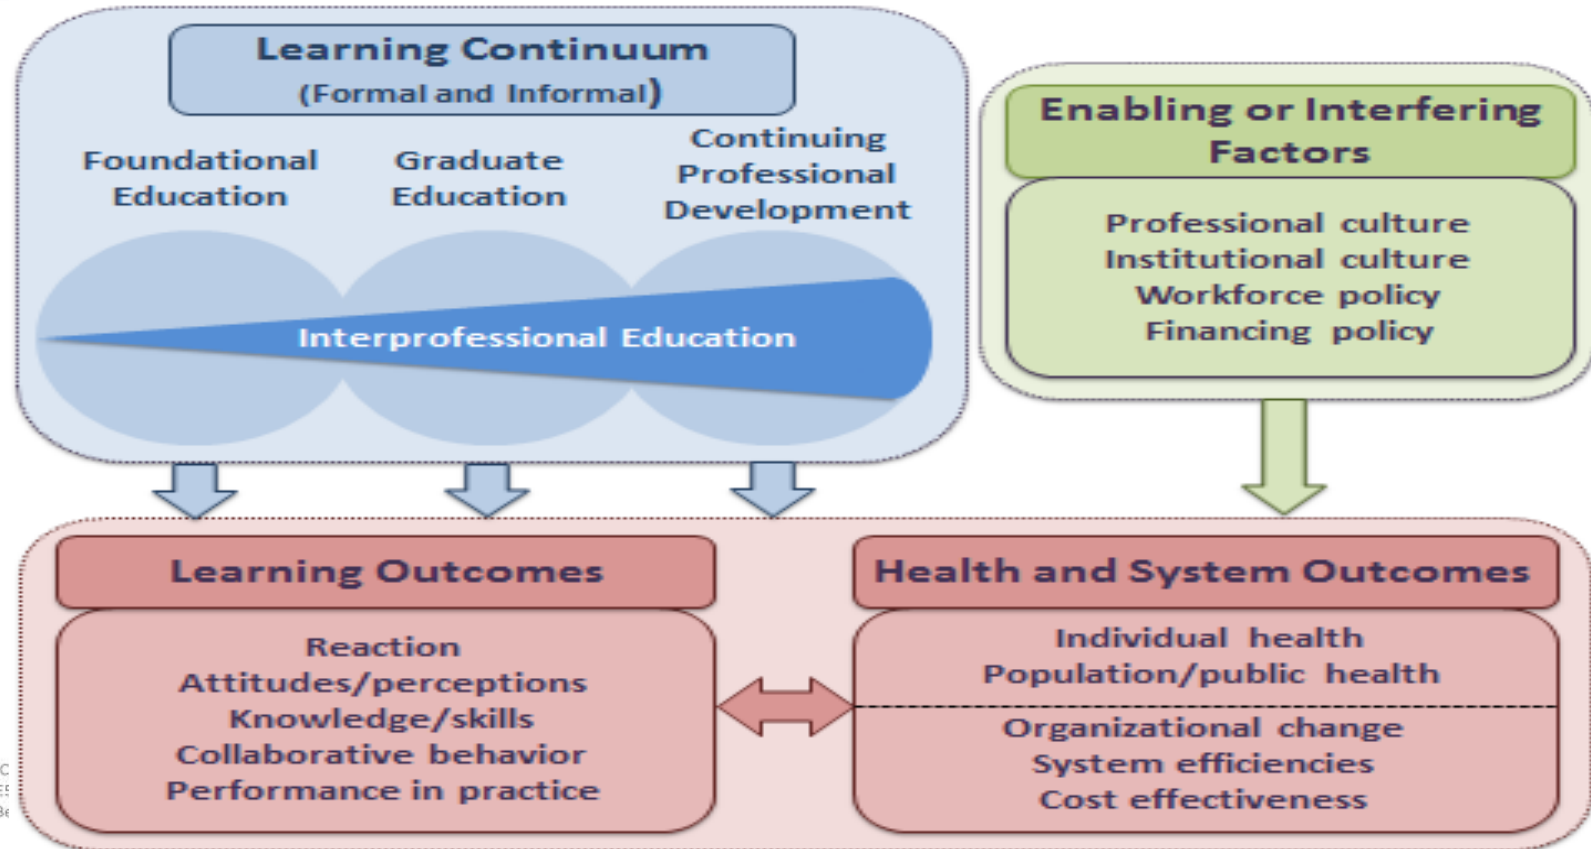 Learning Continuum
(Formal and Informal)
Foundational
Education
Graduate
Education
Continuing
Professional
Development
Interprofessional Education
Enabling or Interfering
Factors
Professional culture
Institutional culture
Workforce policy
Financing policy
Learning Outcomes
Reaction
Attitudes/perceptions
Knowledge/skills
Collaborative behavior
Performance in practice
Health and System Outcomes
Individual health
Population/public health
Organizational change
System efficiencies
Cost effectiveness